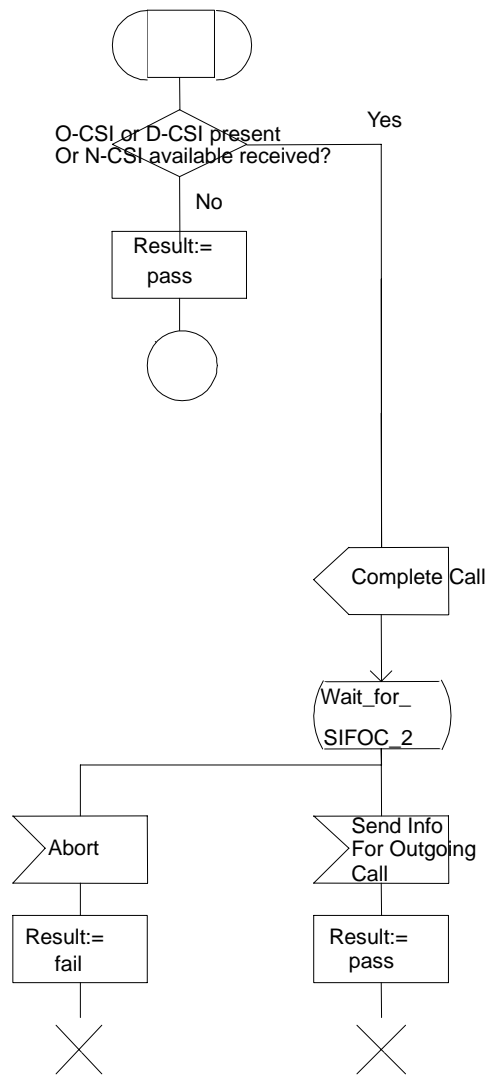 O-CSI or D-CSI present
Or N-CSI available received?
Yes
No
Result:=
pass
Complete Call
Wait_for_
SIFOC_2
Abort
Send Info
For Outgoing
Call
Result:=
fail
Result:=
pass